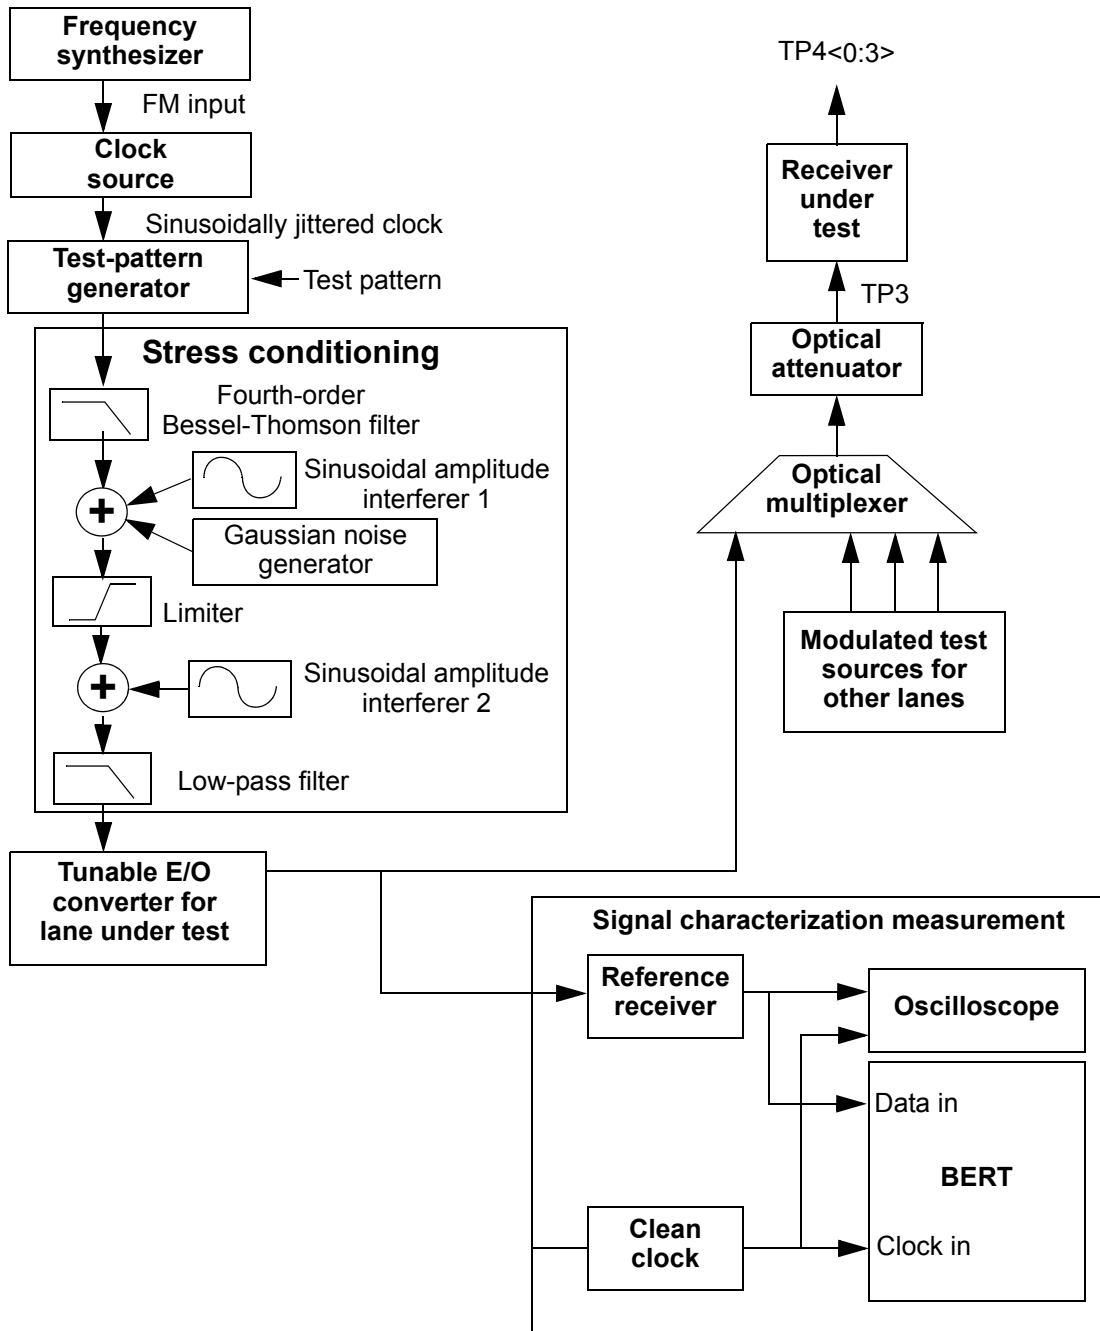 Frequency
synthesizer
FM input
Clock
source
Sinusoidally jittered clock
Test-pattern
generator
Test pattern
Stress conditioning
Fourth-order
Bessel-Thomson filter
Sinusoidal amplitude
interferer 1
+
Gaussian noise
generator
Limiter
+
Sinusoidal amplitude
interferer 2
Low-pass filter
Tunable E/O
converter for
lane under test
TP4<0:3>
Receiver
under
test
TP3
Optical
attenuator
Optical
multiplexer
Modulated test
sources for
other lanes
Signal characterization measurement
Reference
receiver
Oscilloscope
Data in
BERT
Clock in
Clean
clock